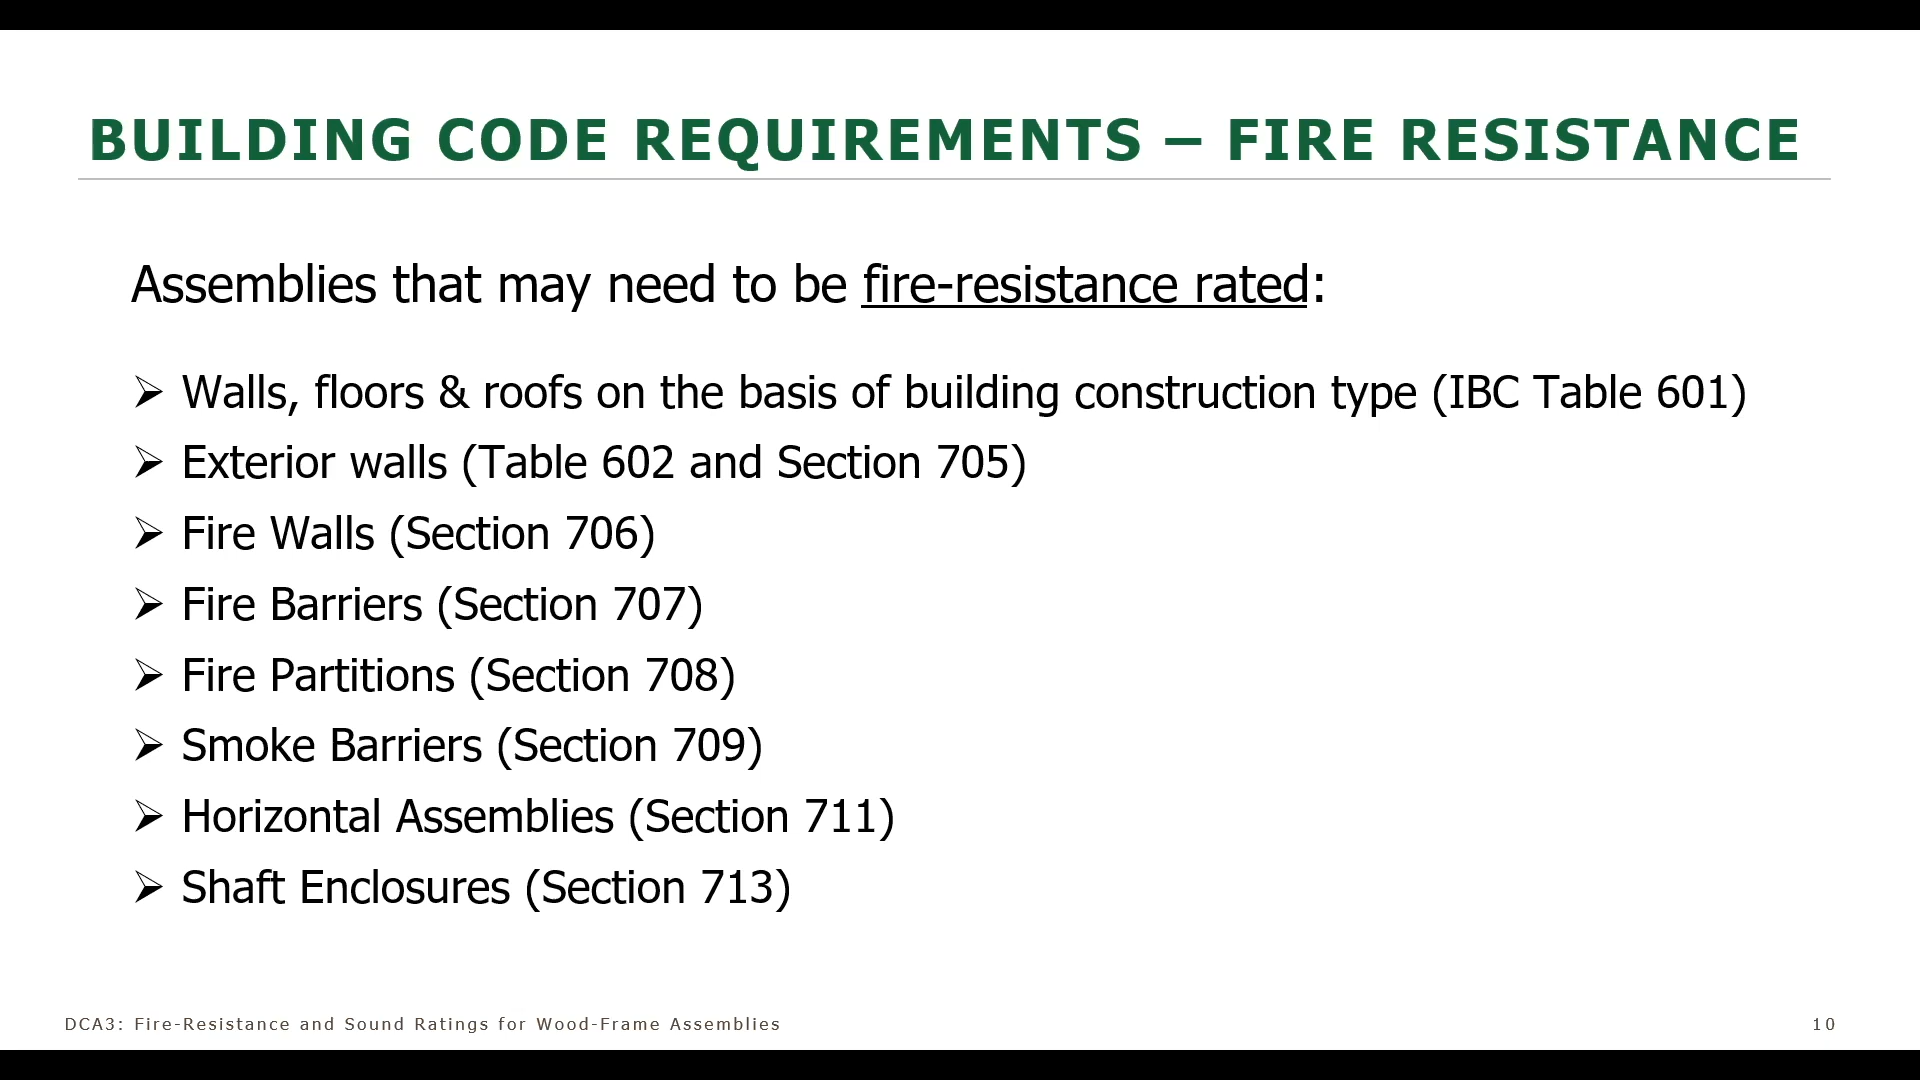 BUILDING CODE REQUIREMENTS – FIRE RESISTANCE
Assemblies that may need to be fire-resistance rated:
➢ Walls, floors & roofs on the basis of building construction type (IBC Table 601)
➢ Exterior walls (Table 602 and Section 705)
➢ Fire Walls (Section 706)
➢ Fire Barriers (Section 707)
➢ Fire Partitions (Section 708)
➢ Smoke Barriers (Section 709)
➢ Horizontal Assemblies (Section 711)
➢ Shaft Enclosures (Section 713)
DCA3: Fire-Resistance and Sound Ratings for Wood-Frame Assemblies
10